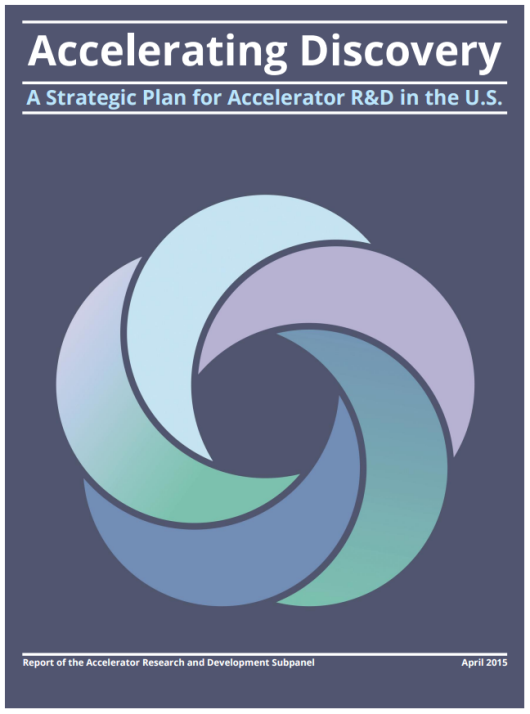 Accelerating Discovery
A Strategic Plan for Accelerator R&D in the U.S.
Report of the Accelerator Research and Development Subpanel
April 2015